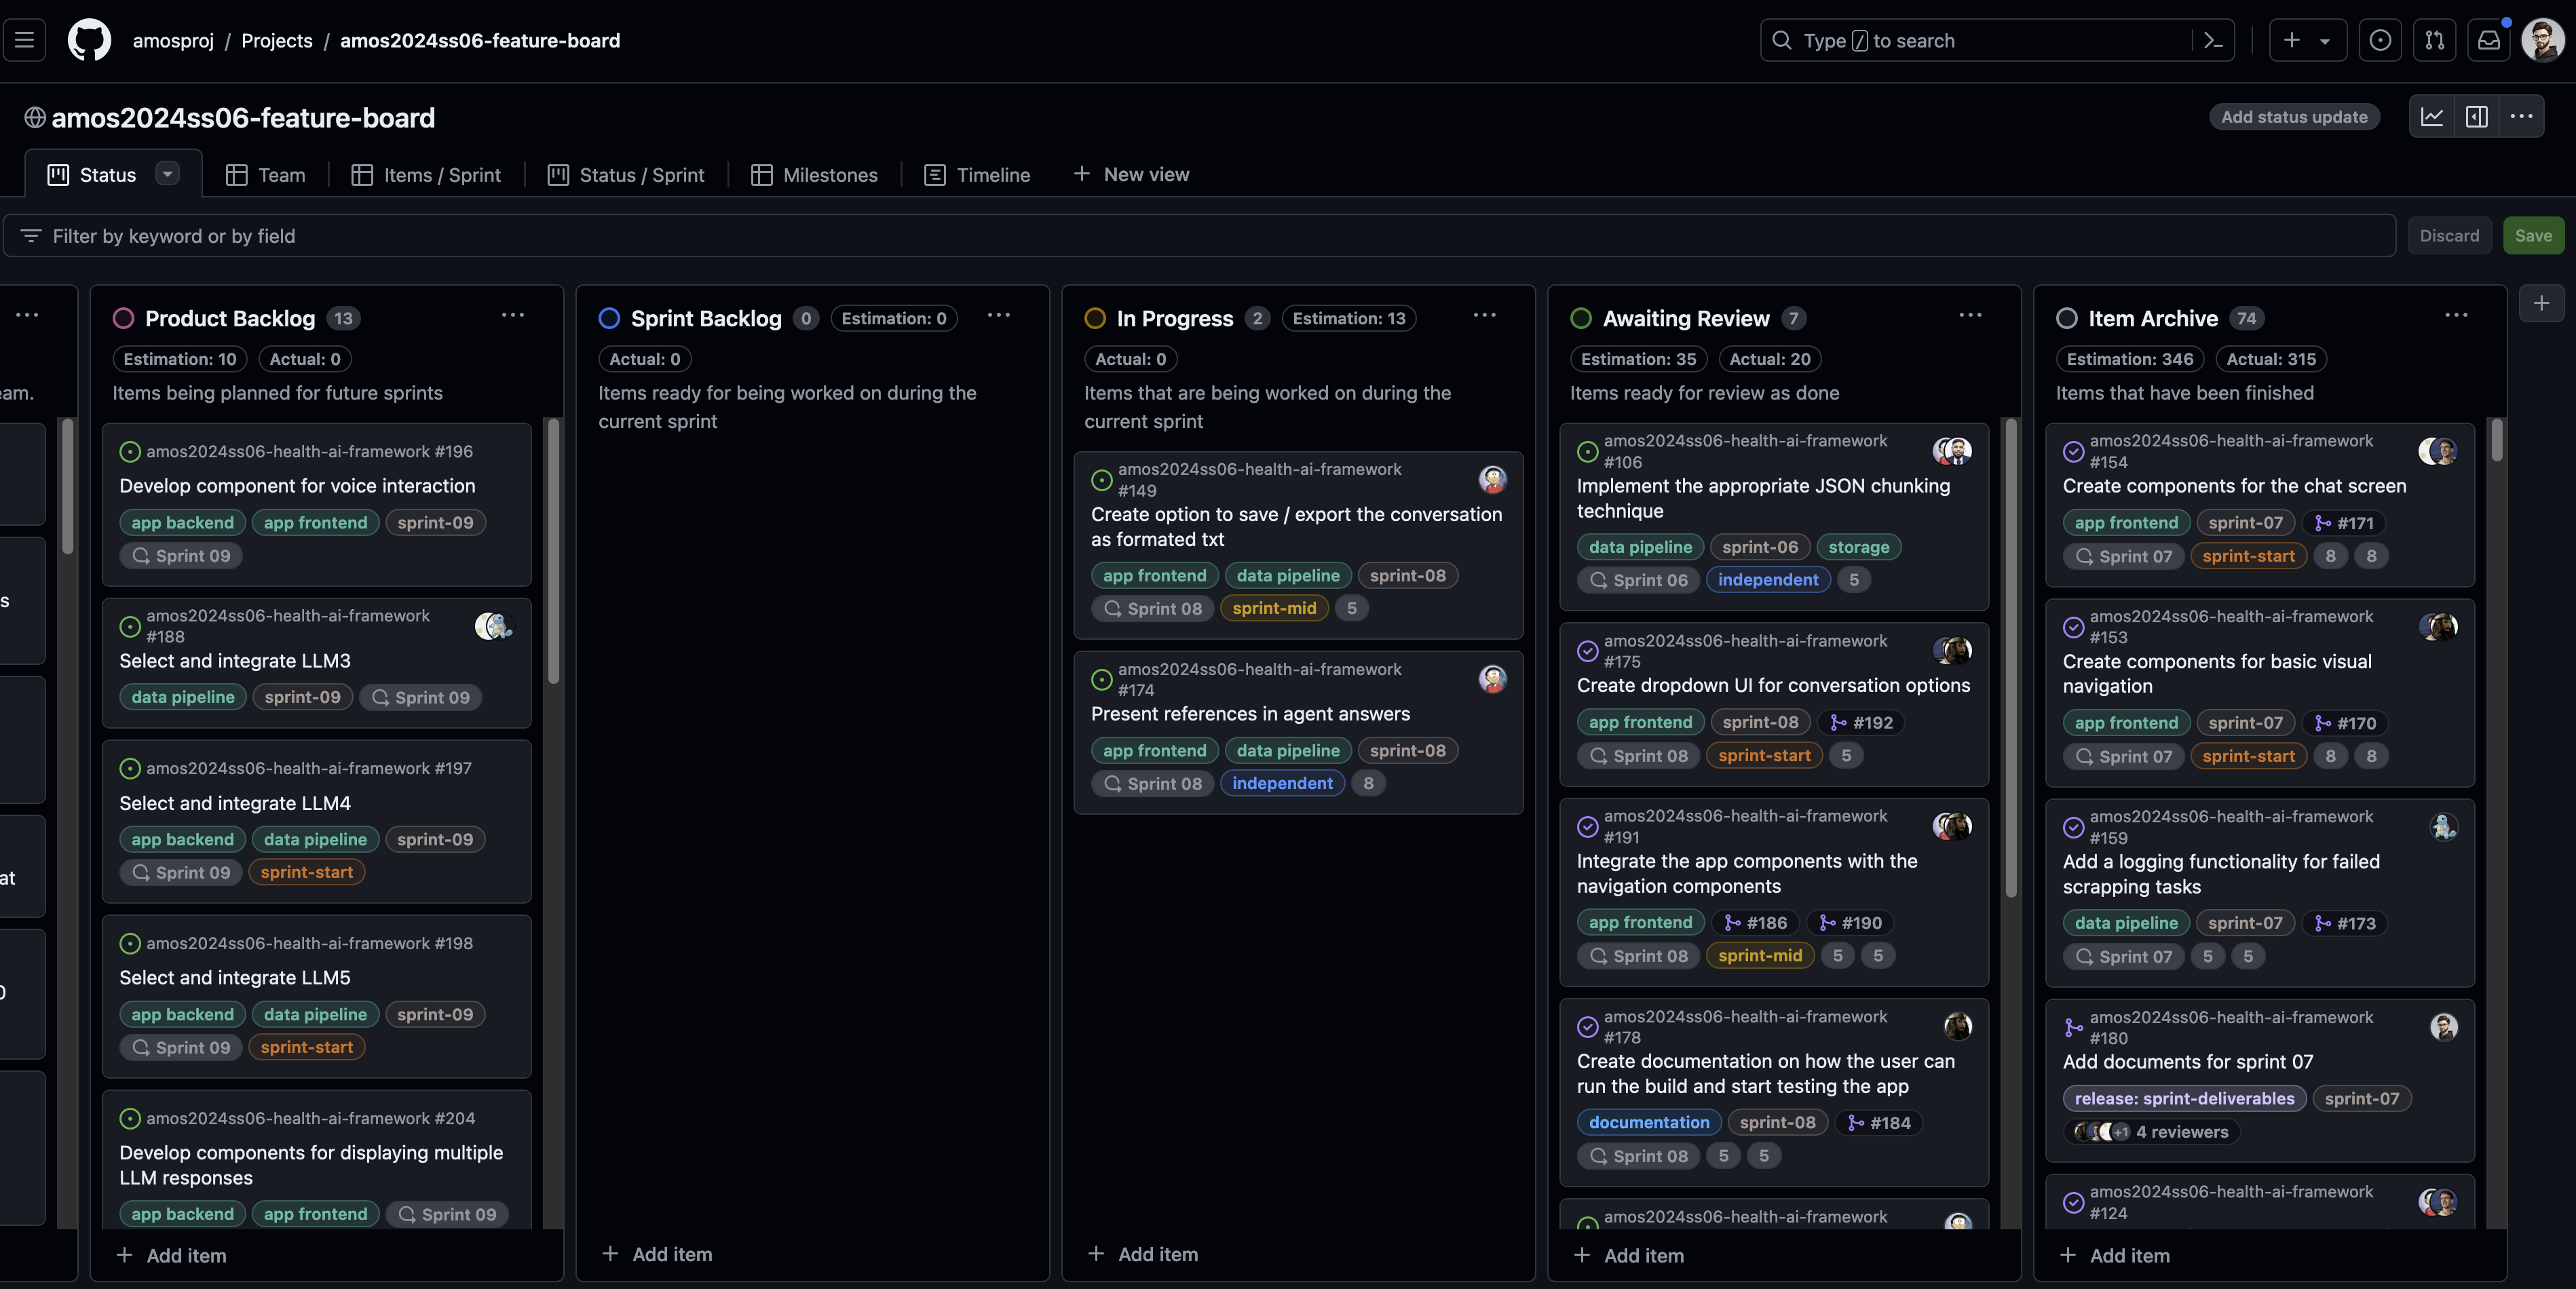 amosproj / Projects / amos2024ss06-feature-board
Type / to search
amos2024ss06-feature-board
Add status update
Status
Team
Items / Sprint
Status / Sprint
Milestones
Timeline
New view
Filter by keyword or by field
Discard
Save
eam.
s
at
Product Backlog 13
Estimation: 10 Actual: 0
Items being planned for future sprints
amos2024ss06-health-ai-framework #196
Develop component for voice interaction
app backend app frontend sprint-09
Sprint 09
amos2024ss06-health-ai-framework
#188
Select and integrate LLM3
data pipeline sprint-09 Sprint 09
amos2024ss06-health-ai-framework #197
Select and integrate LLM4
app backend data pipeline sprint-09
Sprint 09 sprint-start
amos2024ss06-health-ai-framework #198
Select and integrate LLM5
app backend data pipeline sprint-09
Sprint 09 sprint-start
amos2024ss06-health-ai-framework #204
Develop components for displaying multiple
LLM responses
app backend app frontend Sprint 09
Add item
Sprint Backlog 0 Estimation: 0
Actual: 0
Items ready for being worked on during the
current sprint
Add item
In Progress 2 Estimation: 13
Actual: 0
Items that are being worked on during the
current sprint
amos2024ss06-health-ai-framework
#149
Create option to save / export the conversation
as formated txt
app frontend data pipeline sprint-08
Sprint 08 sprint-mid 5
amos2024ss06-health-ai-framework
#174
Present references in agent answers
app frontend data pipeline sprint-08
Sprint 08 independent 8
Add item
Awaiting Review 7
Estimation: 35 Actual: 20
Items ready for review as done
amos2024ss06-health-ai-framework
#106
Implement the appropriate JSON chunking
technique
data pipeline sprint-06 storage
Sprint 06 independent 5
amos2024ss06-health-ai-framework
#175
Create dropdown UI for conversation options
app frontend sprint-08 #192
Sprint 08 sprint-start 5
amos2024ss06-health-ai-framework
#191
Integrate the app components with the
navigation components
app frontend #186 #190
Sprint 08 sprint-mid 5 5
amos2024ss06-health-ai-framework
#178
Create documentation on how the user can
run the build and start testing the app
documentation sprint-08 #184
Sprint 08 5 5
amos2024ss06-health-ai-framework
Add item
Item Archive 74
Estimation: 346 Actual: 315
Items that have been finished
amos2024ss06-health-ai-framework
#154
Create components for the chat screen
app frontend sprint-07 #171
Sprint 07 sprint-start 8 8
amos2024ss06-health-ai-framework
#153
Create components for basic visual
navigation
app frontend sprint-07 #170
Sprint 07 sprint-start 8 8
amos2024ss06-health-ai-framework
#159
Add a logging functionality for failed
scrapping tasks
data pipeline sprint-07 #173
Sprint 07 5 5
amos2024ss06-health-ai-framework
#180
Add documents for sprint 07
release: sprint-deliverables sprint-07
+1 4 reviewers
amos2024ss06-health-ai-framework
#124
Add item